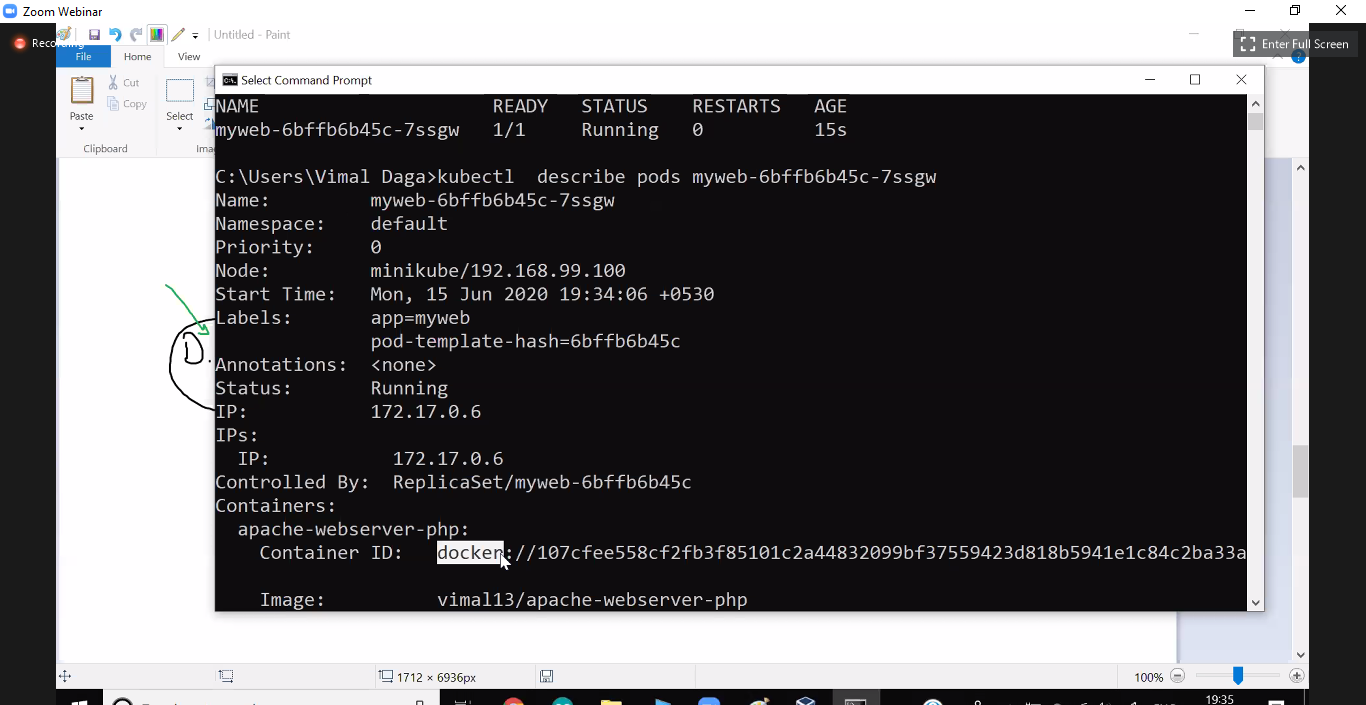 Zoom Webinar
Recording
Untitled - Paint
Enter Full Screen
File Home View
Paste
Cut
Copy
Select
Clipboard
Select Command Prompt
NAME READY STATUS RESTARTS AGE
myweb-6bffb6b45c-7ssgw 1/1 Running 0 15s
C:\Users\Vimal Daga>kubectl describe pods myweb-6bffb6b45c-7ssgw
Name: myweb-6bffb6b45c-7ssgw
Namespace: default
Priority: 0
Node: minikube/192.168.99.100
Start Time: Mon, 15 Jun 2020 19:34:06 +0530
Labels: app=myweb
pod-template-hash=6bffb6b45c
Annotations: <none>
Status: Running
IP: 172.17.0.6
IPs:
IP: 172.17.0.6
Controlled By: ReplicaSet/myweb-6bffb6b45c
Containers:
apache-webserver-php:
Container ID: docker://107cfee558cf2fb3f85101c2a44832099bf37559423d818b5941e1c84c2ba33a
Image: vimal13/apache-webserver-php
1712 × 6936px
100%
19:35